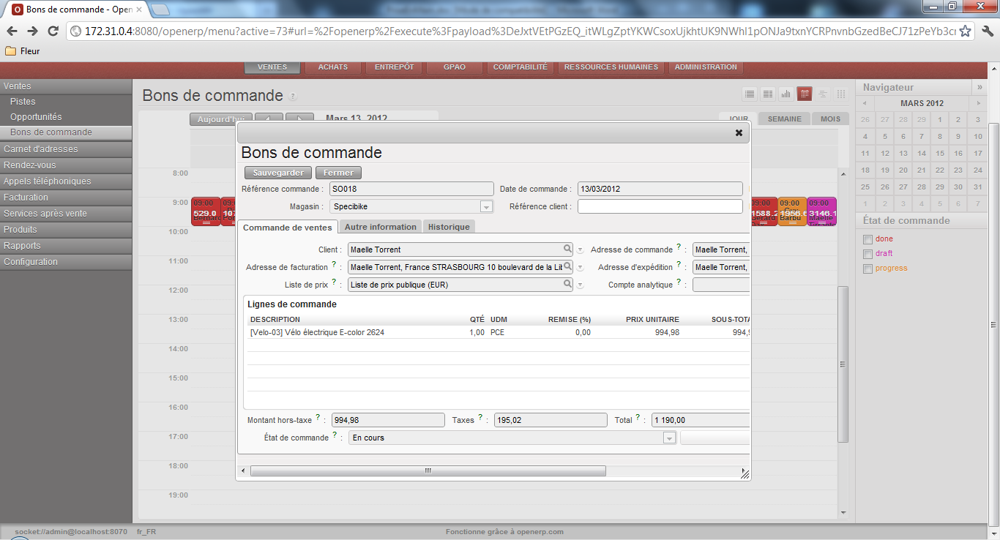 Bons de commande - Open
172.31.0.4:8080/openerp/menu?active=73#url=%2Fopenerp%2Fexecute%3Fpayload%3DeJxtVEtPGzEQ_itWLgZptYKWCsoxUjkhtUK9NWhl1pONJa9txnYCRPnvnbGzedBeCJ71zPeYb3cr
Fleur
VENTES ACHATS ENTREPÔT GPAO COMPTABILITÉ RESSOURCES HUMAINES ADMINISTRATION
Ventes
Pistes
Opportunités
Bons de commande
Carnet d'adresses
Rendez-vous
Appels téléphoniques
Facturation
Services après vente
Produits
Rapports
Configuration
Bons de commande ?
Aujourd'hui Mars 13, 2012 JOUR SEMAINE MOIS
8:00
9:00
10:00
11:00
12:00
13:00
14:00
15:00
16:00
17:00
18:00
19:00
09:00 529.0 Bernard
09:00
09:00 1588.2 Gérard
09:00 1956.6 Barbu
09:00 3146.1 Maelle
Bons de commande
Sauvegarder Fermer
Référence commande : SO018 Date de commande : 13/03/2012
Magasin : Specibike Référence client :
Commande de ventes Autre information Historique
Client : Maelle Torrent Adresse de commande ? : Maelle Torrent,
Adresse de facturation ? : Maelle Torrent, France STRASBOURG 10 boulevard de la Lib Adresse d'expédition ? : Maelle Torrent,
Liste de prix ? : Liste de prix publique (EUR) Compte analytique ? :
Lignes de commande
DESCRIPTION QTÉ UDM REMISE (%) PRIX UNITAIRE SOUS-TOTA
[Velo-03] Vélo électrique E-color 2624 1,00 PCE 0,00 994,98 994,9
Montant hors-taxe ? : 994,98 Taxes ? : 195,02 Total ? : 1 190,00
État de commande ? : En cours
Navigateur »
MARS 2012
26 27 28 29 1 2 3
4 5 6 7 8 9 10
11 12 13 14 15 16 17
18 19 20 21 22 23 24
25 26 27 28 29 30 31
1 2 3 4 5 6 7
État de commande
done
draft
progress
socket://admin@localhost:8070 fr_FR
Fonctionne grâce à openerp.com